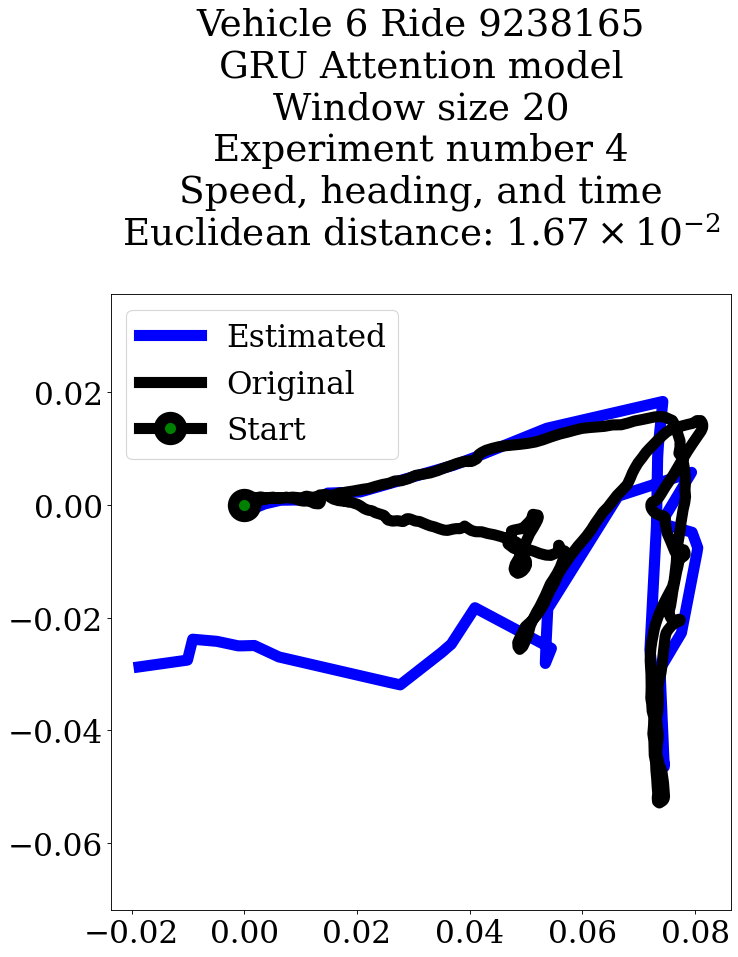 Vehicle 6 Ride 9238165
GRU Attention model
Window size 20
Experiment number 4
Speed, heading, and time
Euclidean distance: 1.67 × 10⁻²
Estimated
Original
Start
0.02
0.00
−0.02
−0.04
−0.06
−0.02 0.00 0.02 0.04 0.06 0.08